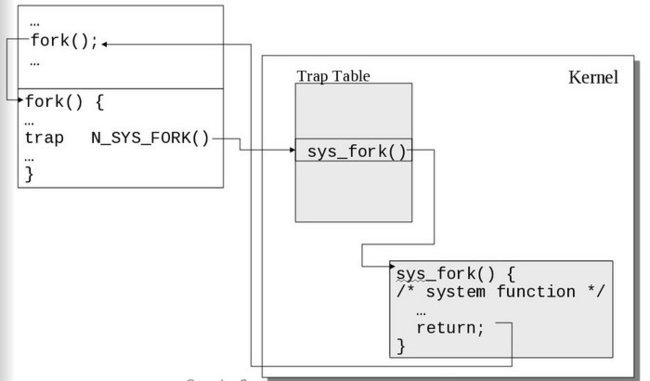 …
fork();
…
fork() {
…
trap N_SYS_FORK()
…
}
Trap Table
Kernel
sys_fork()
sys_fork() {
/* system function */
…
return;
}